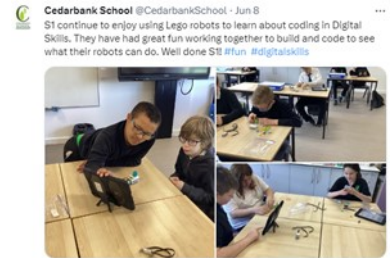 Cedarbank School @CedarbankSchool · Jun 8
S1 continue to enjoy using Lego robots to learn about coding in Digital
Skills. They have had great fun working together to build and code to see
what their robots can do. Well done S1! #fun #digitalskills